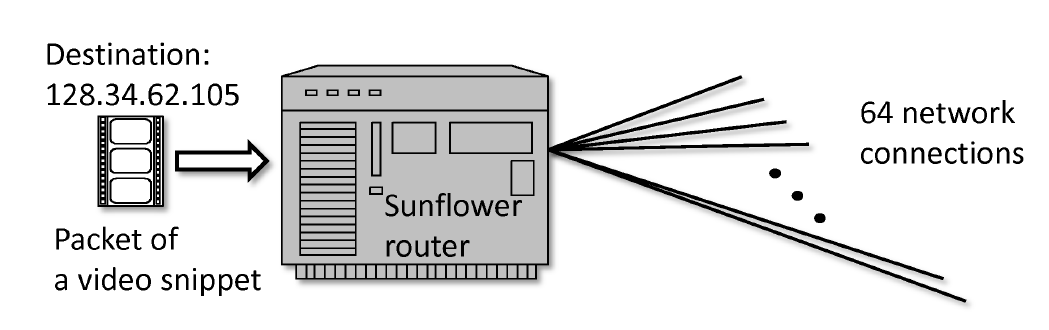 Destination:
128.34.62.105
Packet of
a video snippet
Sunflower
router
64 network
connections